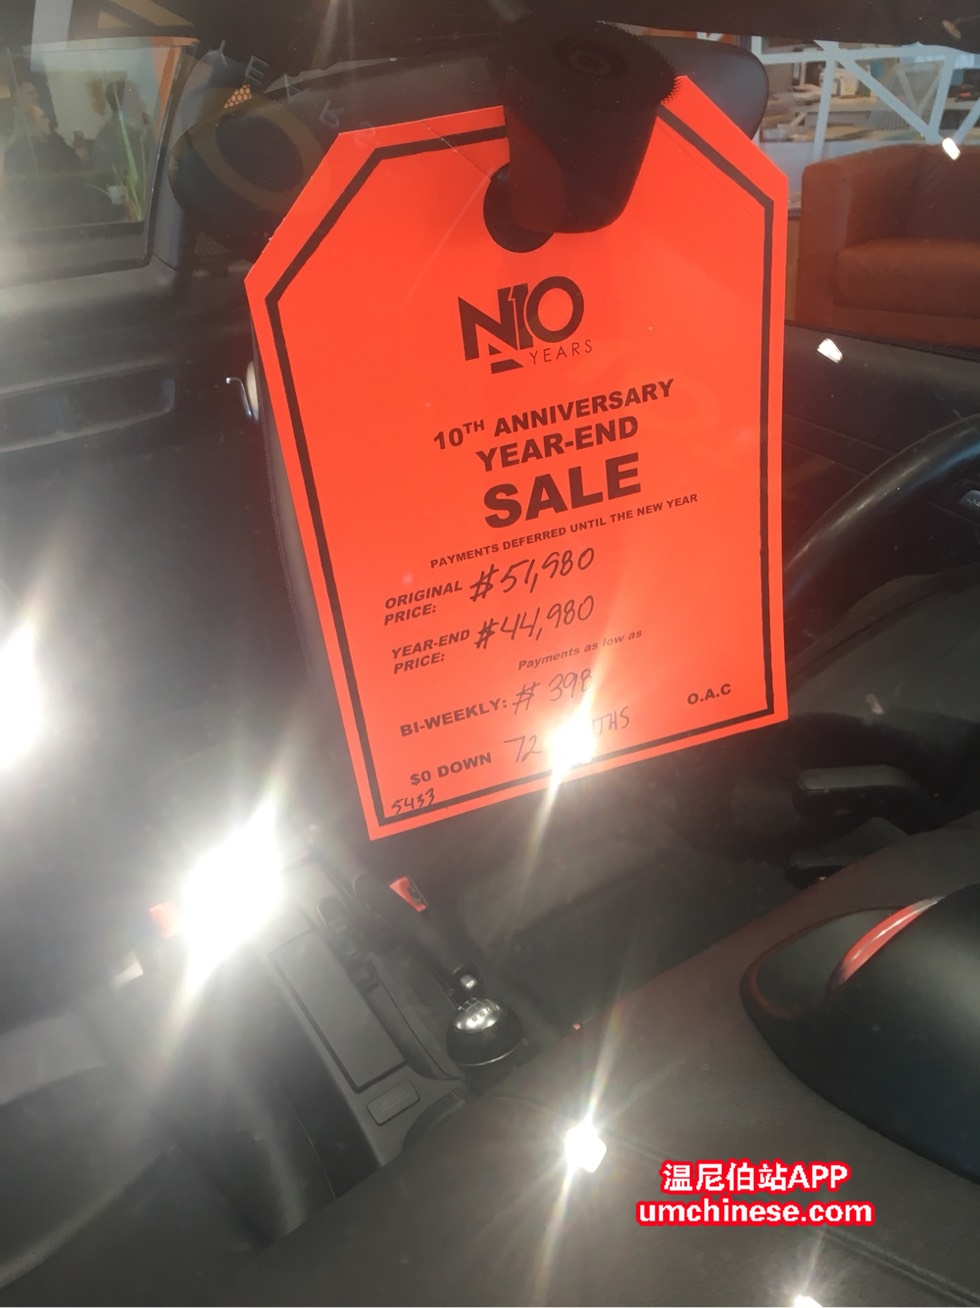 N10
YEARS
10TH ANNIVERSARY
YEAR-END
SALE
PAYMENTS DEFERRED UNTIL THE NEW YEAR
ORIGINAL PRICE: $51,980
YEAR-END PRICE: $44,980
Payments as low as
BI-WEEKLY: $ 398
O.A.C
$0 DOWN 72
5433
温尼伯站APP
umchinese.com